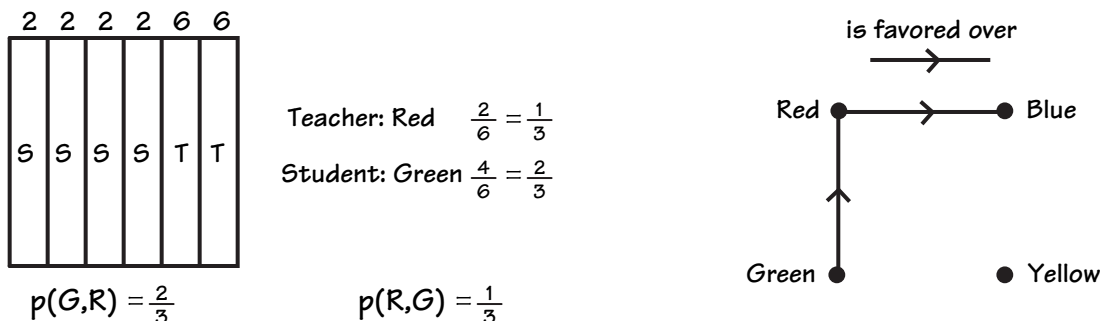 2 2 2 2 6 6
S S S S T T
p(G,R) = 2/3
Teacher: Red 2/6 = 1/3
Student: Green 4/6 = 2/3
p(R,G) = 1/3
is favored over
Red Blue
Green Yellow